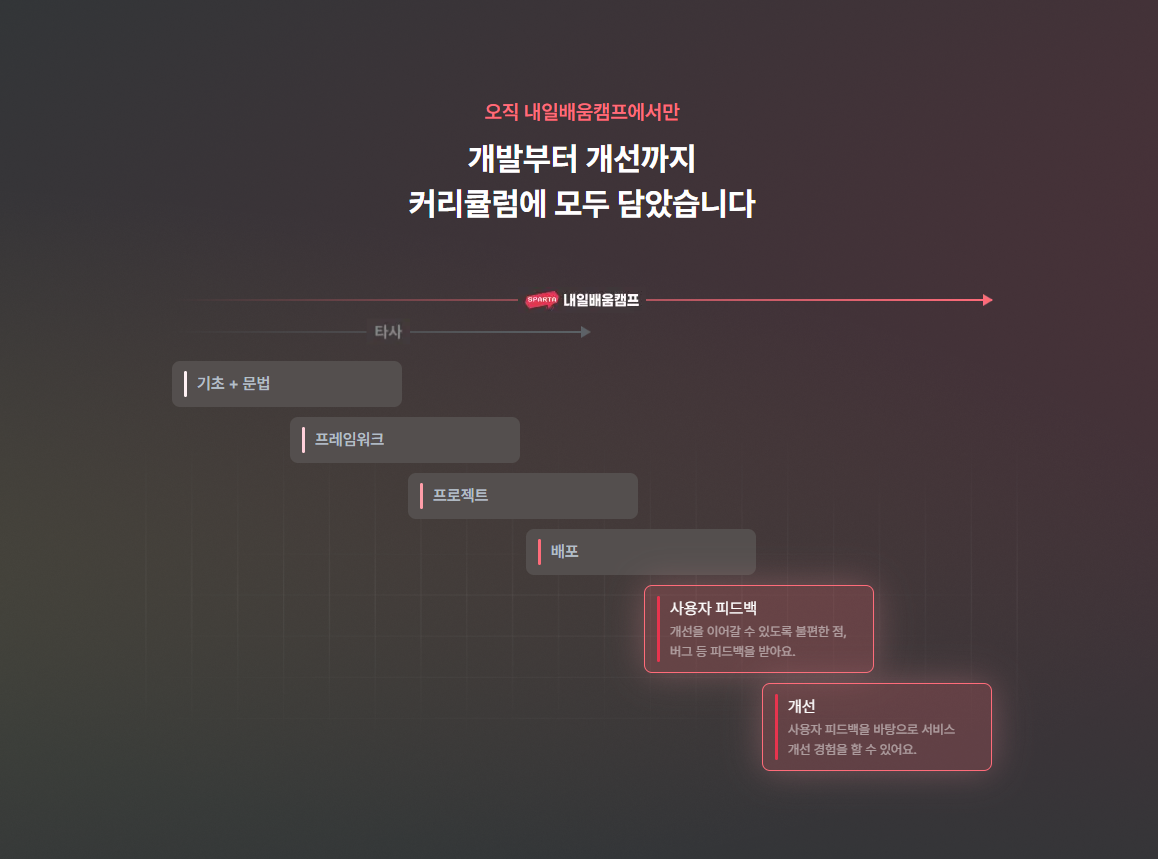 오직 내일배움캠프에서만
개발부터 개선까지
커리큘럼에 모두 담았습니다
SPARTA 내일배움캠프
타사
기초 + 문법
프레임워크
프로젝트
배포
사용자 피드백
개선을 이어갈 수 있도록 불편한 점,
버그 등 피드백을 받아요.
개선
사용자 피드백을 바탕으로 서비스
개선 경험을 할 수 있어요.